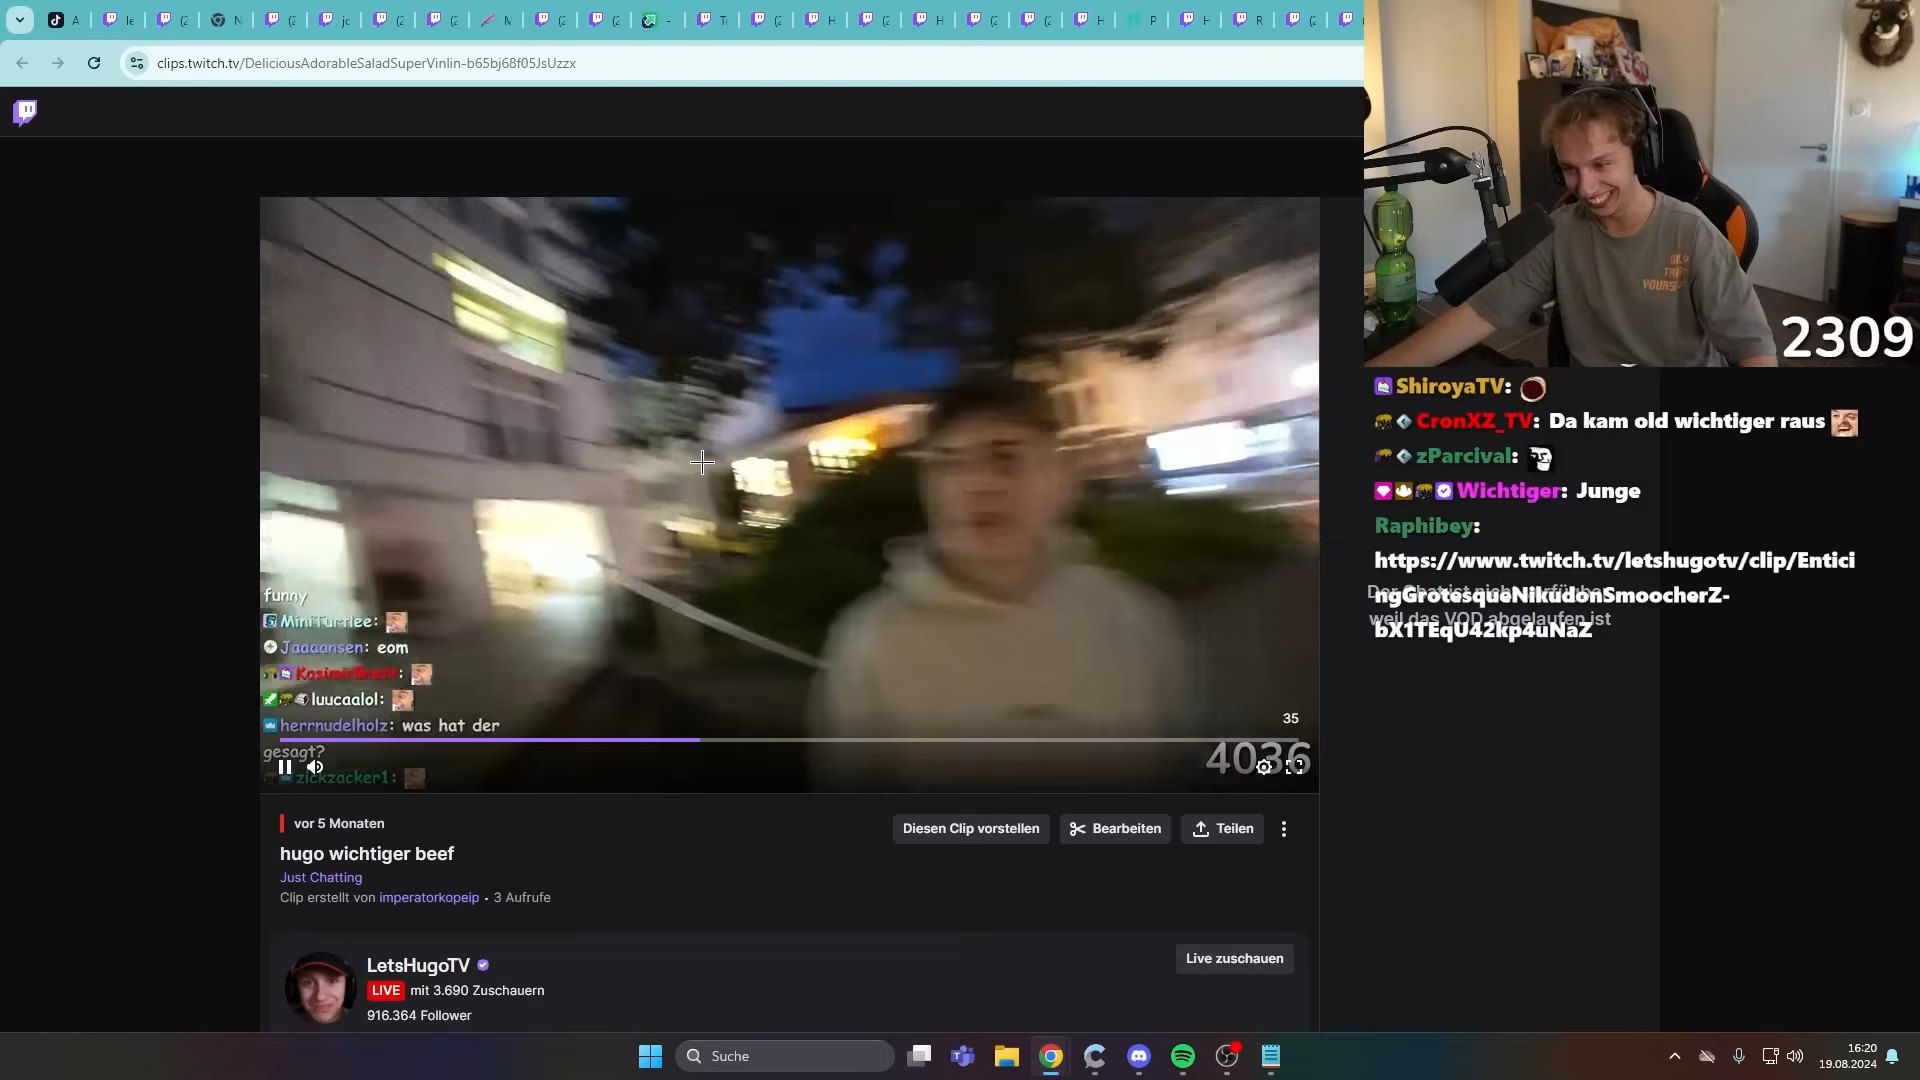 clips.twitch.tv/DeliciousAdorableSaladSuperVinlin-b65bj68f05JsUzzx
OЛLY
YOURS
2309
ShiroyaTV:
CronXZ_TV: Da kam old wichtiger raus
zParcival:
Wichtiger: Junge
Raphibey:
https://www.twitch.tv/letshugotv/clip/Entici
ngGrotesqueNikudonSmoocherZ-
bX1TEqU42kp4uNaZ
weil das VOD abgelaufen ist
funny
MiniTurtlee:
Jaaaansen: eom
luucaalol:
herrnudelholz: was hat der
gesagt?
zickzacker1:
35
4036
vor 5 Monaten
Diesen Clip vorstellen
Bearbeiten
Teilen
hugo wichtiger beef
Just Chatting
Clip erstellt von imperatorkopeip • 3 Aufrufe
LetsHugoTV
Live zuschauen
LIVE mit 3.690 Zuschauern
916.364 Follower
Suche
16:20
19.08.2024